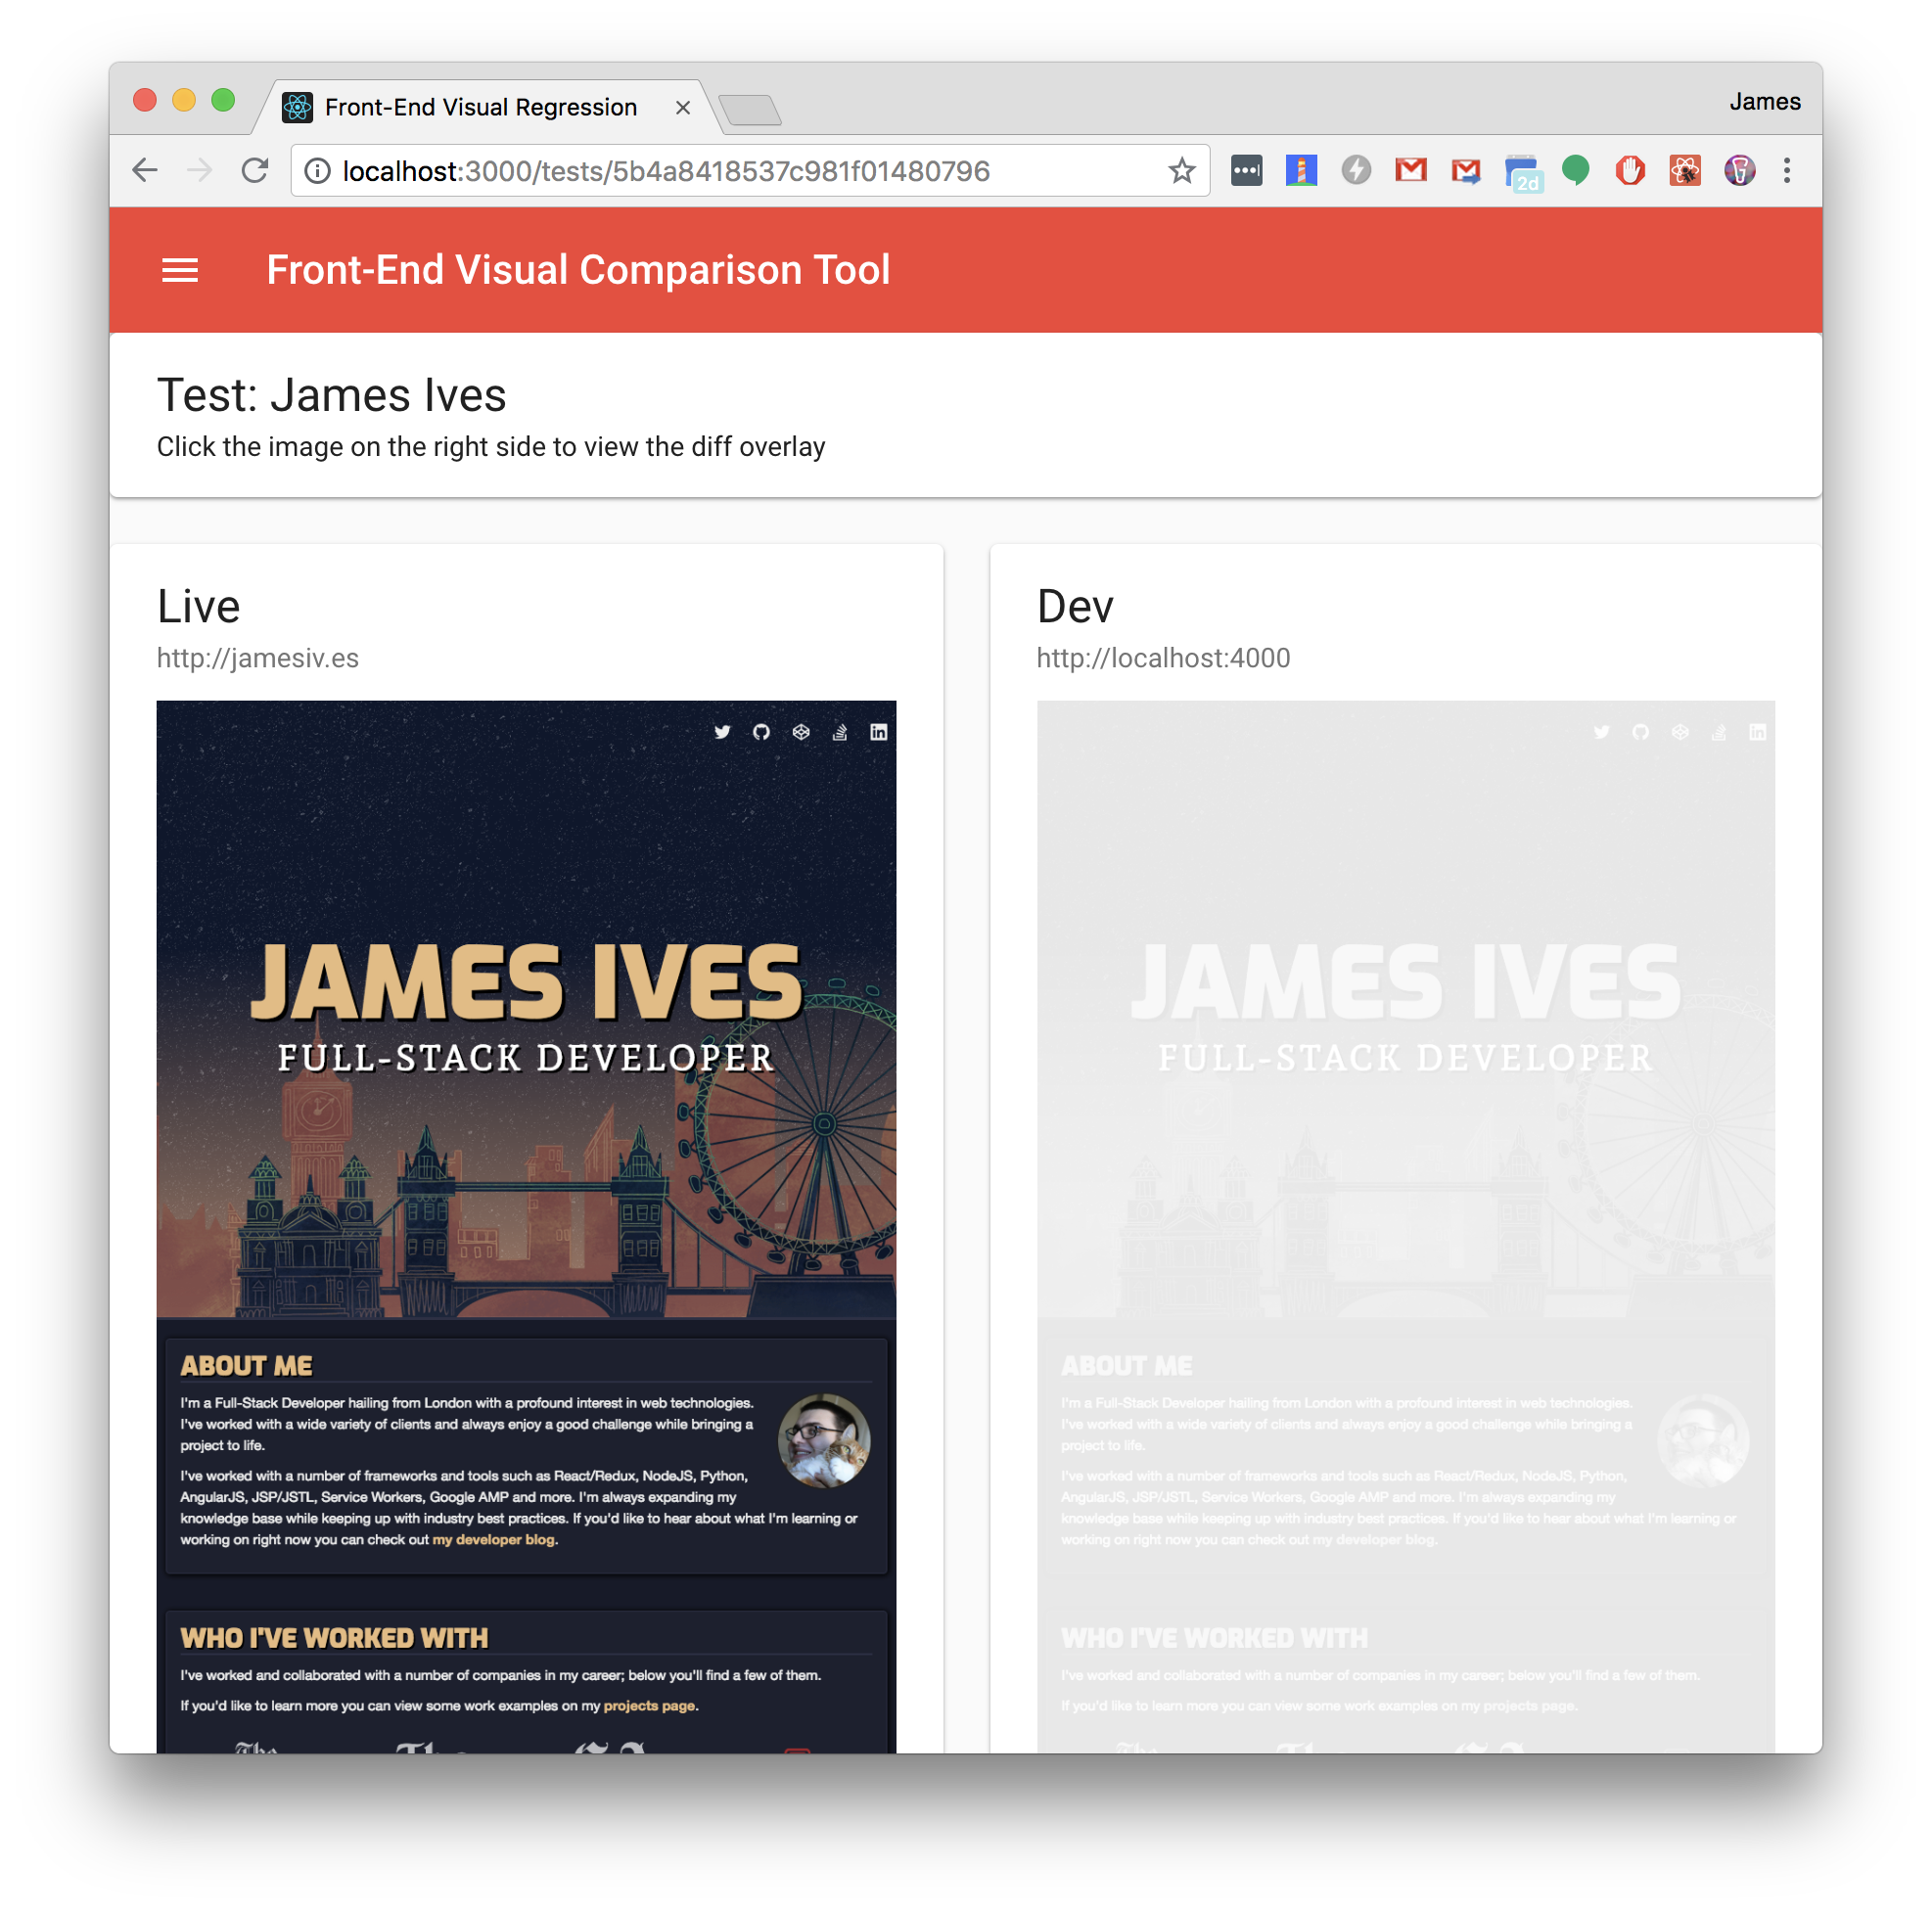 Front-End Visual Regression
James
localhost:3000/tests/5b4a8418537c981f01480796
2d
Front-End Visual Comparison Tool
Test: James Ives
Click the image on the right side to view the diff overlay
Live
http://jamesiv.es
JAMES IVES
FULL-STACK DEVELOPER
ABOUT ME
I'm a Full-Stack Developer hailing from London with a profound interest in web technologies.
I've worked with a wide variety of clients and always enjoy a good challenge while bringing a
project to life.
I've worked with a number of frameworks and tools such as React/Redux, NodeJS, Python,
AngularJS, JSP/JSTL, Service Workers, Google AMP and more. I'm always expanding my
knowledge base while keeping up with industry best practices. If you'd like to hear about what I'm learning or
working on right now you can check out my developer blog.
WHO I'VE WORKED WITH
I've worked and collaborated with a number of companies in my career; below you'll find a few of them.
If you'd like to learn more you can view some work examples on my projects page.
Dev
http://localhost:4000
JAMES IVES
FULL-STACK DEVELOPER
ABOUT ME
I'm a Full-Stack Developer hailing from London with a profound interest in web technologies.
I've worked with a wide variety of clients and always enjoy a good challenge while bringing a
project to life.
I've worked with a number of frameworks and tools such as React/Redux, NodeJS, Python,
AngularJS, JSP/JSTL, Service Workers, Google AMP and more. I'm always expanding my
knowledge base while keeping up with industry best practices. If you'd like to hear about what I'm learning or
working on right now you can check out my developer blog.
WHO I'VE WORKED WITH
I've worked and collaborated with a number of companies in my career; below you'll find a few of them.
If you'd like to learn more you can view some work examples on my projects page.